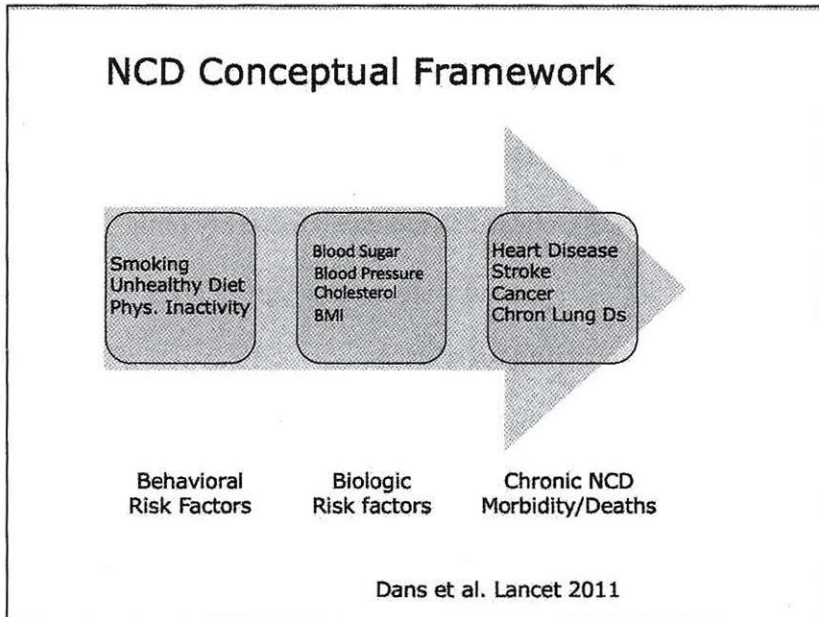 NCD Conceptual Framework
Smoking
Unhealthy Diet
Phys. Inactivity
Blood Sugar
Blood Pressure
Cholesterol
BMI
Heart Disease
Stroke
Cancer
Chron Lung Ds
Behavioral
Risk Factors
Biologic
Risk factors
Chronic NCD
Morbidity/Deaths
Dans et al. Lancet 2011